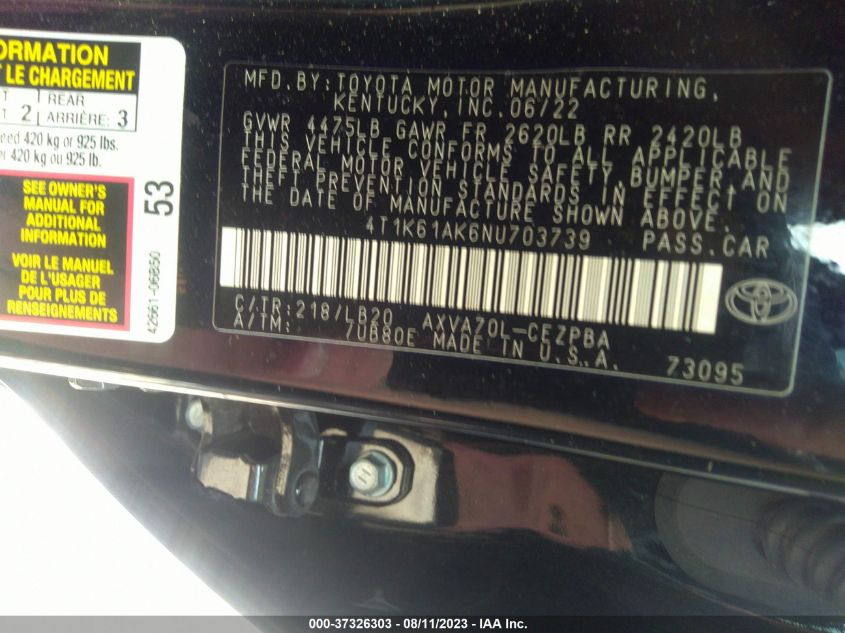 ORMATION
T LE CHARGEMENT
T 2
REAR
ARRIÈRE: 3
eed 420 kg or 925 lbs.
r 420 kg ou 925 lb.
SEE OWNER'S
MANUAL FOR
ADDITIONAL
INFORMATION
VOIR LE MANUEL
DE L'USAGER
POUR PLUS DE
RENSEIGNEMENTS
53
42661-06B50
MFD.BY:TOYOTA MOTOR MANUFACTURING,
KENTUCKY,INC.06/22
GVWR 4475LB GAWR FR 2620LB RR 2420LB
THIS VEHICLE CONFORMS TO ALL APPLICABLE
FEDERAL MOTOR VEHICLE SAFETY,BUMPER,AND
THEFT PREVENTION STANDARDS IN EFFECT ON
THE DATE OF MANUFACTURE SHOWN ABOVE.
4T1K61AK6NU703739 PASS.CAR
C/TR:218/LB20 AXVA70L-CEZPBA
A/TM: 7UB80E MADE IN U.S.A.
73095
000-37326303 - 08/11/2023 - IAA Inc.